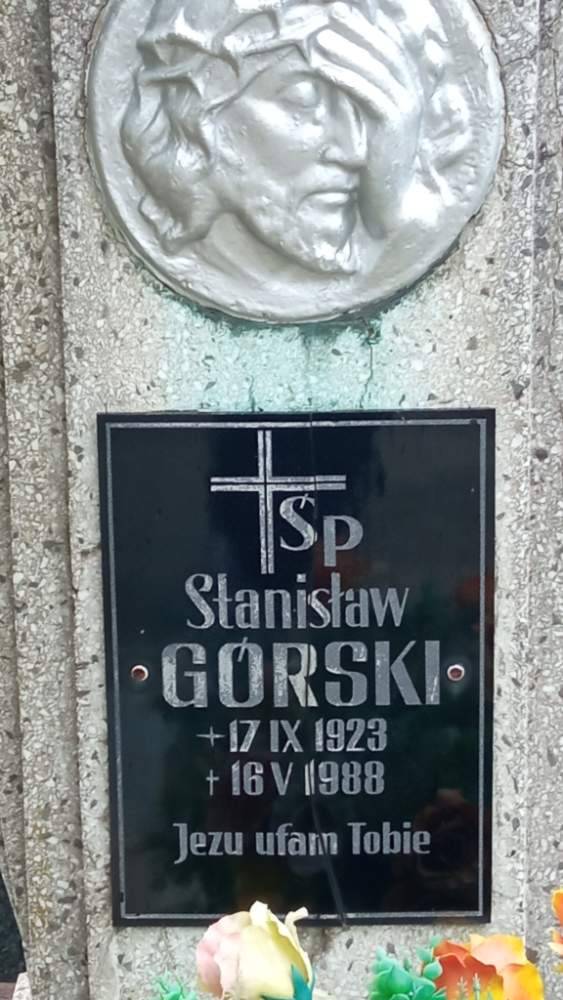 ŚP
Stanisław
GÓRSKI
+ 17 IX 1923
† 16 V 1988
Jezu ufam Tobie